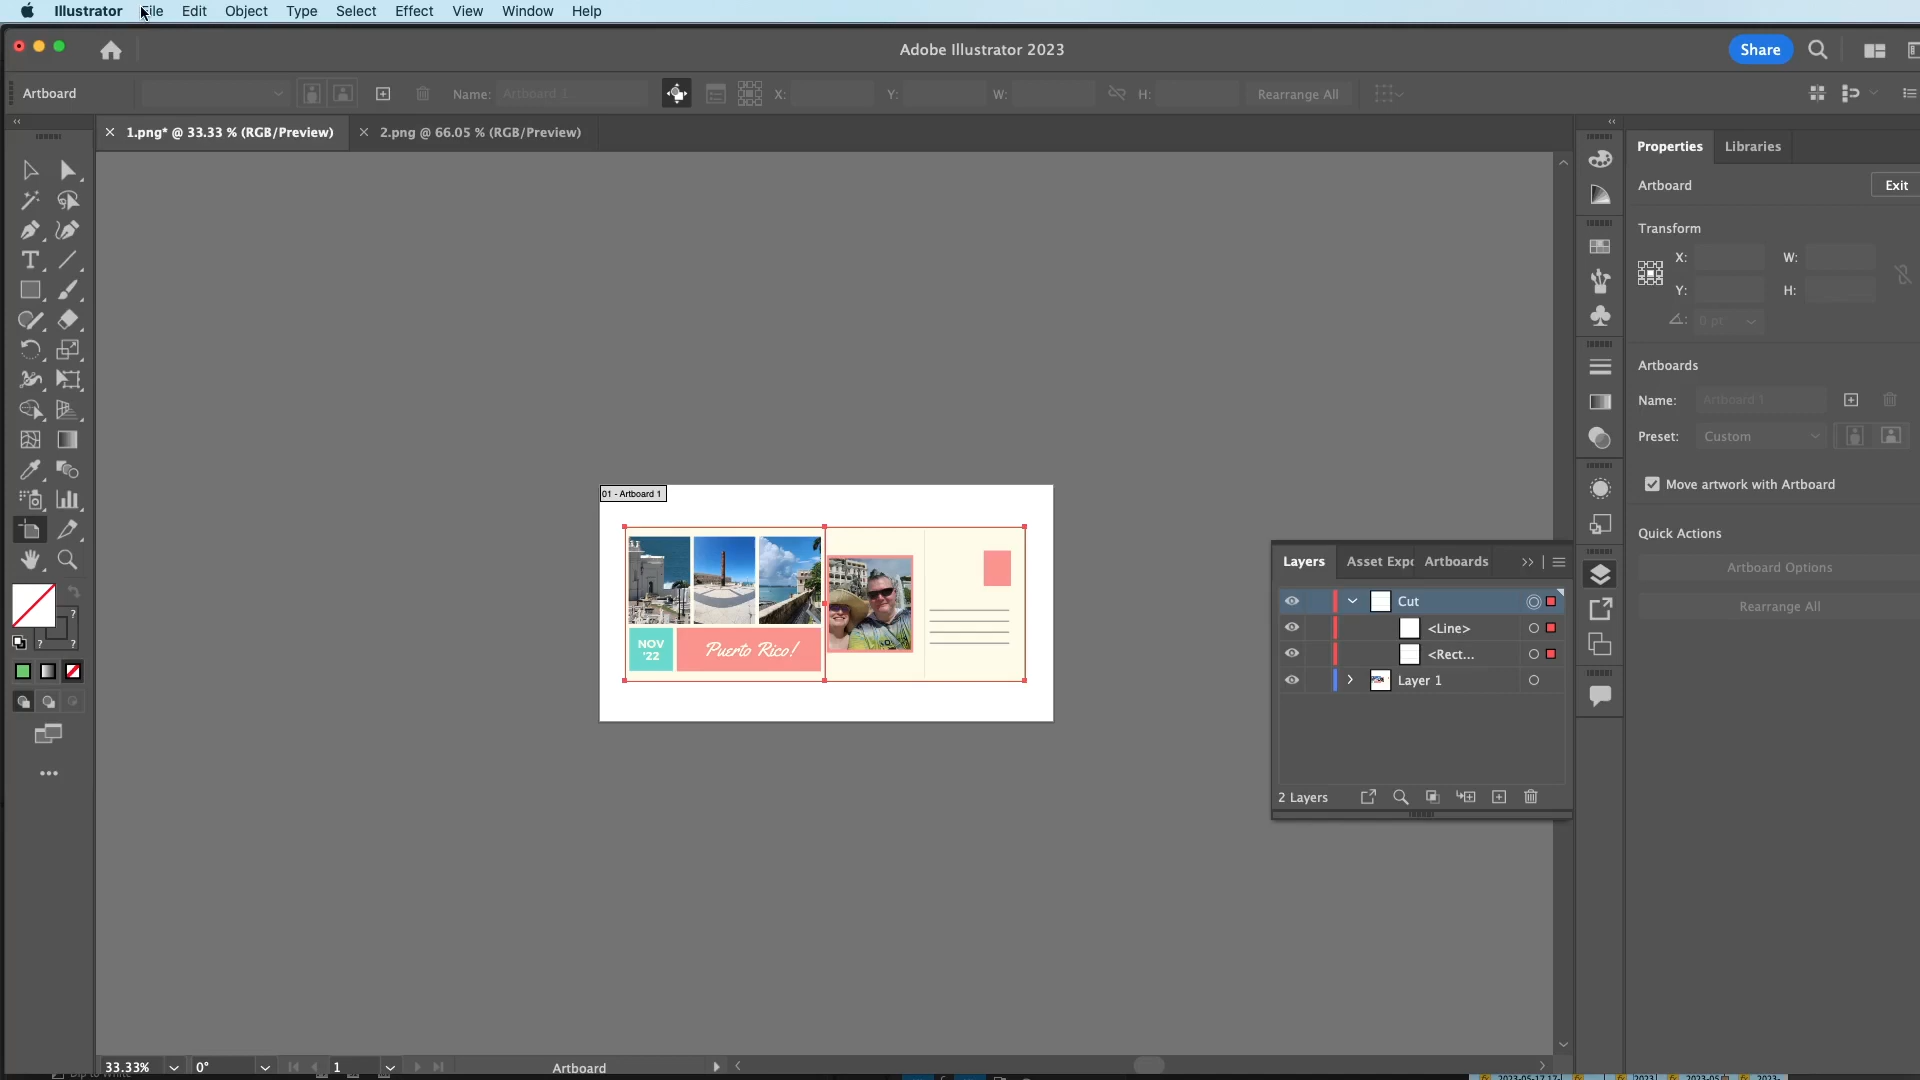 Illustrator File Edit Object Type Select Effect View Window Help
Adobe Illustrator 2023
Share
Artboard
Name: Artboard 1
X:
Y:
W:
H:
Rearrange All
1.png* @ 33.33 % (RGB/Preview)
2.png @ 66.05 % (RGB/Preview)
Properties
Libraries
Artboard
Exit
Transform
X:
W:
Y:
H:
0 pt
Artboards
Name: Artboard 1
Preset: Custom
Move artwork with Artboard
Quick Actions
Artboard Options
Rearrange All
01 - Artboard 1
NOV
'22
Puerto Rico!
Layers
Asset Expo
Artboards
Cut
<Line>
<Rect...
Layer 1
2 Layers
? ? ?
33.33%
0°
1
Artboard